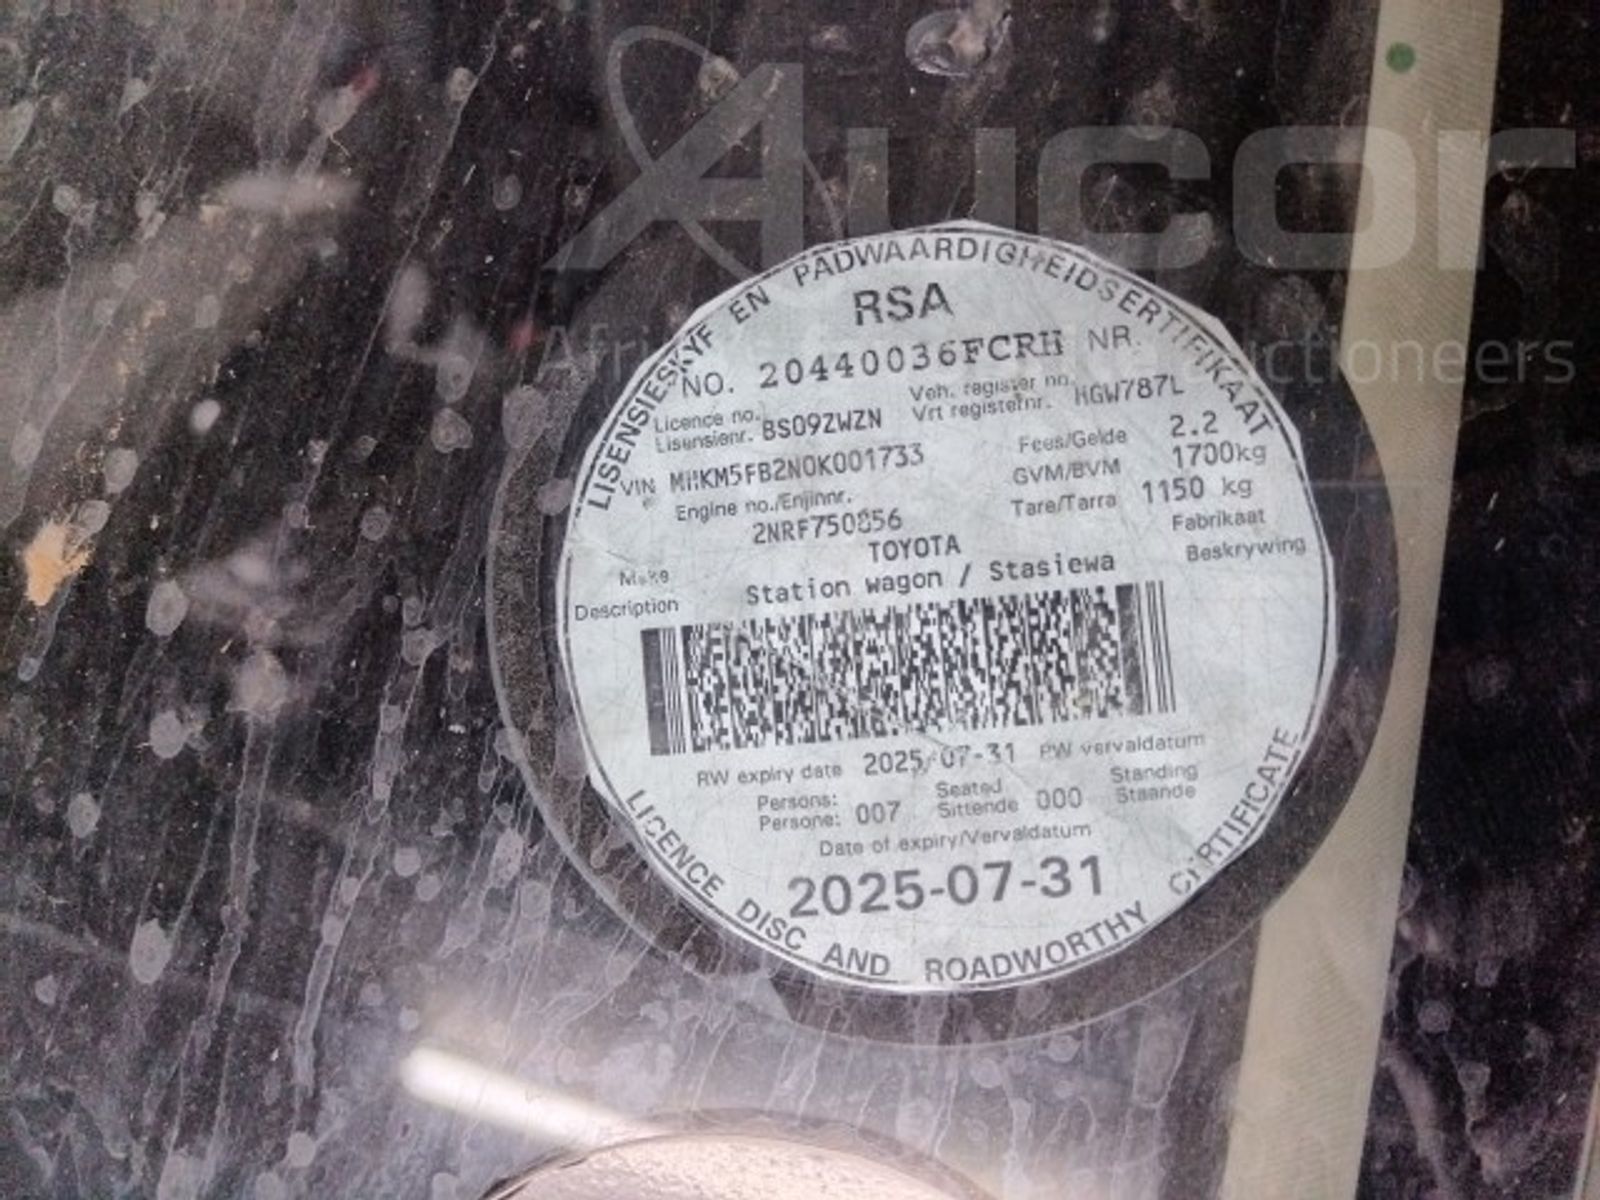 Aucor
LISENSIESKYF EN PADWAARDIGHEIDSERTIFIKAAT
RSA
NO. 20440036FCRH NR.
Licence no. Veh. register no.
Lisensienr. BS09ZWZN Vrt registernr. HGW787L
Fees/Gelde 2.2
VIN MHKM5FB2N0K001733 GVM/BVM 1700kg
Engine no./Enjinnr. Tare/Tarra 1150 kg
2NRF750856
Make TOYOTA Fabrikaat
Description Station wagon / Stasiewa Beskrywing
RW expiry date 2025-07-31 PW vervaldatum
Persons: Seated Standing
Persone: 007 Sittende 000 Staande
Date of expiry/Vervaldatum
2025-07-31
LICENCE DISC AND ROADWORTHY CERTIFICATE